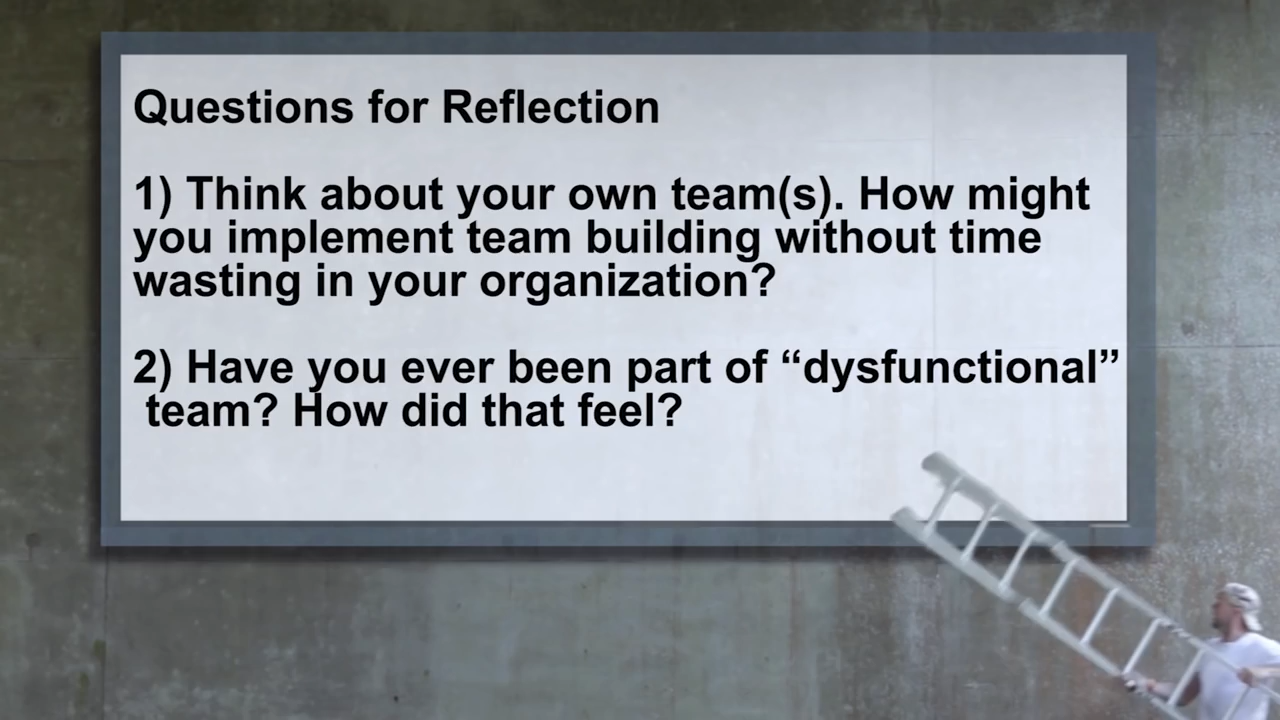 Questions for Reflection
1) Think about your own team(s). How might
you implement team building without time
wasting in your organization?
2) Have you ever been part of “dysfunctional”
team? How did that feel?